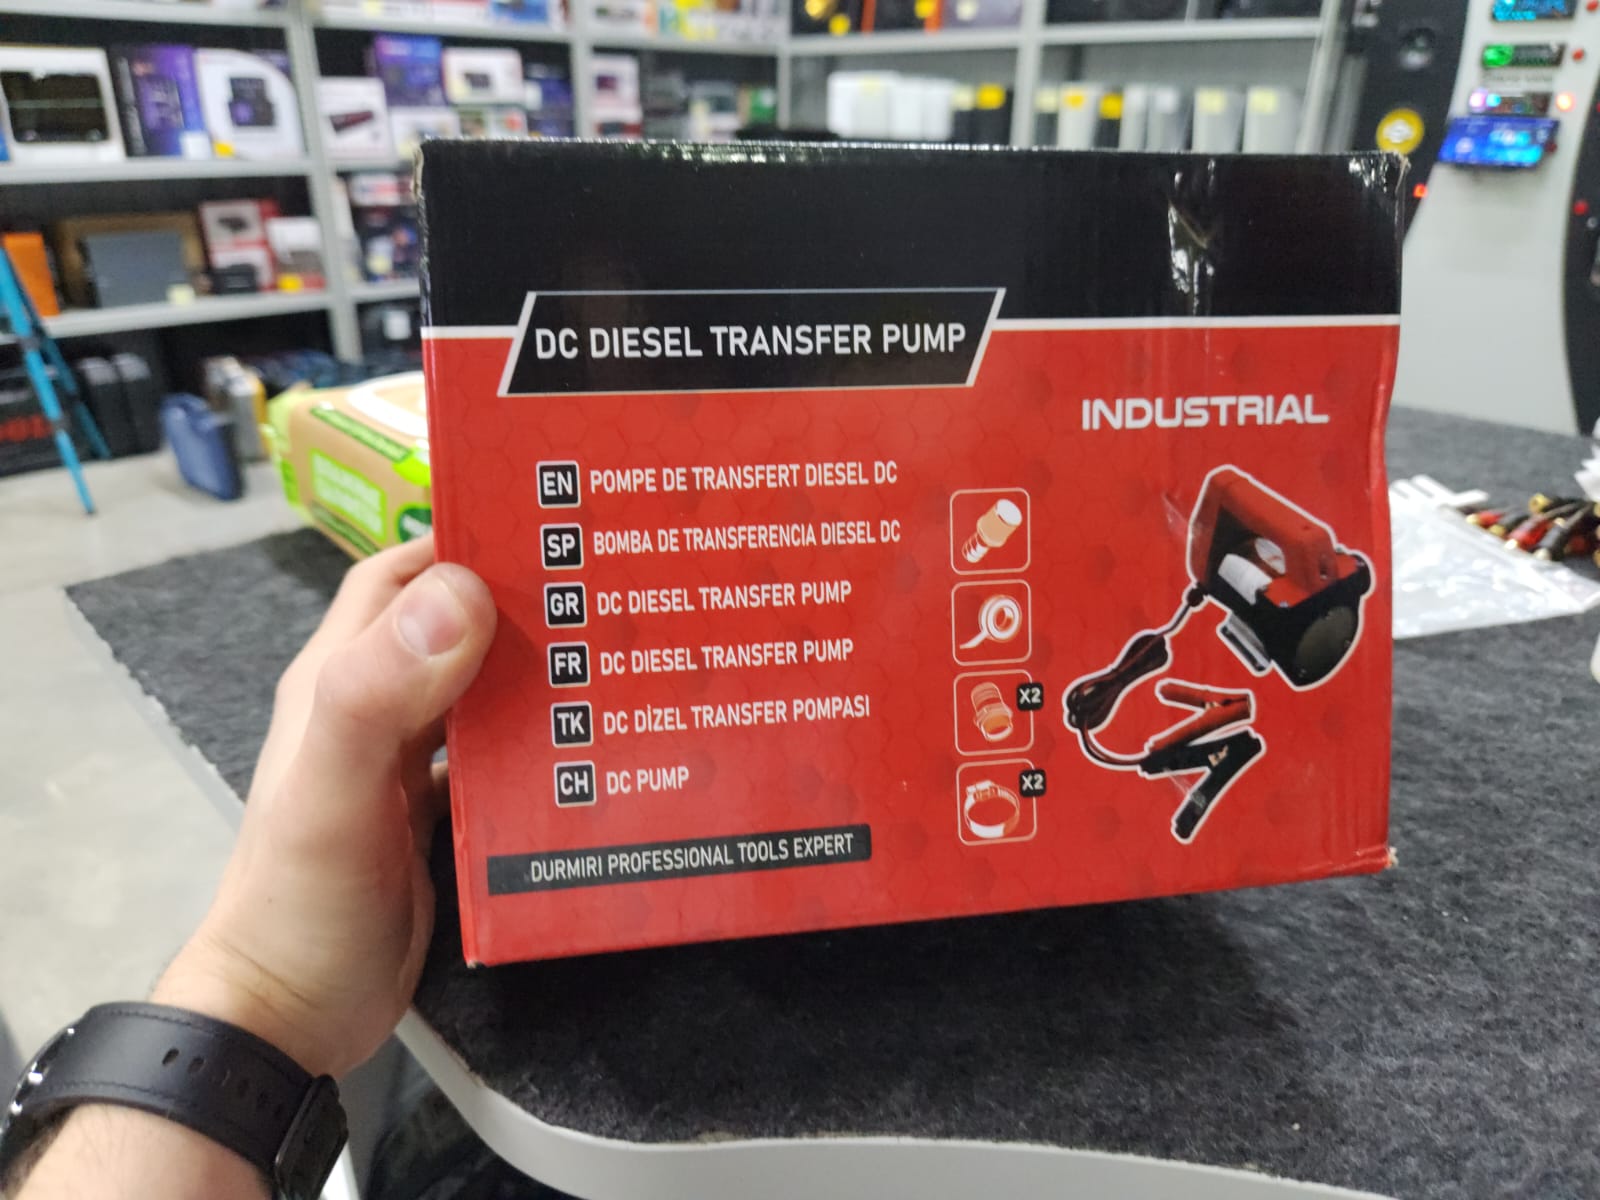 DC DIESEL TRANSFER PUMP
INDUSTRIAL
EN POMPE DE TRANSFERT DIESEL DC
SP BOMBA DE TRANSFERENCIA DIESEL DC
GR DC DIESEL TRANSFER PUMP
FR DC DIESEL TRANSFER PUMP
TK DC DİZEL TRANSFER POMPASI
CH DC PUMP
X2
X2
DURMIRI PROFESSIONAL TOOLS EXPERT